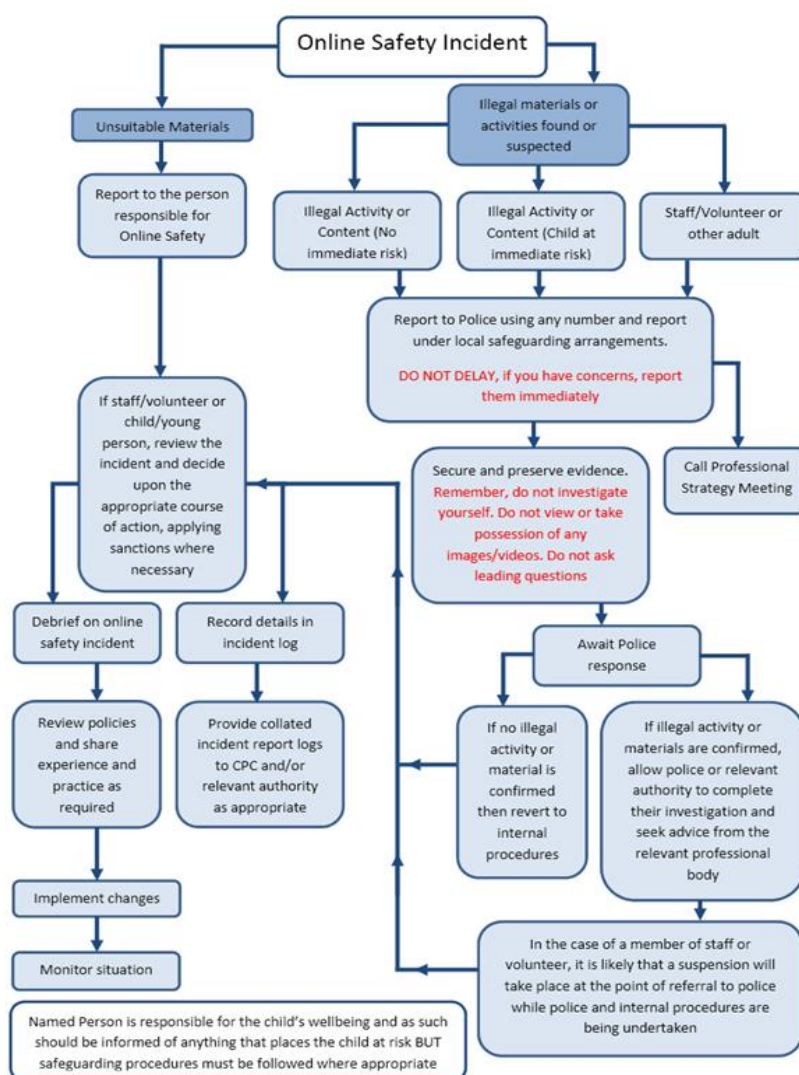 Online Safety Incident
Unsuitable Materials
Report to the person
responsible for
Online Safety
If staff/volunteer or
child/young
person, review the
incident and decide
upon the
appropriate course
of action, applying
sanctions where
necessary
Debrief on online
safety incident
Record details in
incident log
Review policies
and share
experience and
practice as
required
Provide collated
incident report logs
to CPC and/or
relevant authority
as appropriate
Implement changes
Monitor situation
Illegal materials or
activities found or
suspected
Illegal Activity or
Content (No
immediate risk)
Illegal Activity or
Content (Child at
immediate risk)
Staff/Volunteer or
other adult
Report to Police using any number and report
under local safeguarding arrangements.
DO NOT DELAY, if you have concerns, report
them immediately
Secure and preserve evidence.
Remember, do not investigate
yourself. Do not view or take
possession of any
images/videos. Do not ask
leading questions
Call Professional
Strategy Meeting
Await Police
response
If no illegal
activity or
material is
confirmed
then revert to
internal
procedures
If illegal activity or
materials are confirmed,
allow police or relevant
authority to complete
their investigation and
seek advice from the
relevant professional
body
In the case of a member of staff or
volunteer, it is likely that a suspension will
take place at the point of referral to police
while police and internal procedures are
being undertaken
Named Person is responsible for the child's wellbeing and as such
should be informed of anything that places the child at risk BUT
safeguarding procedures must be followed where appropriate